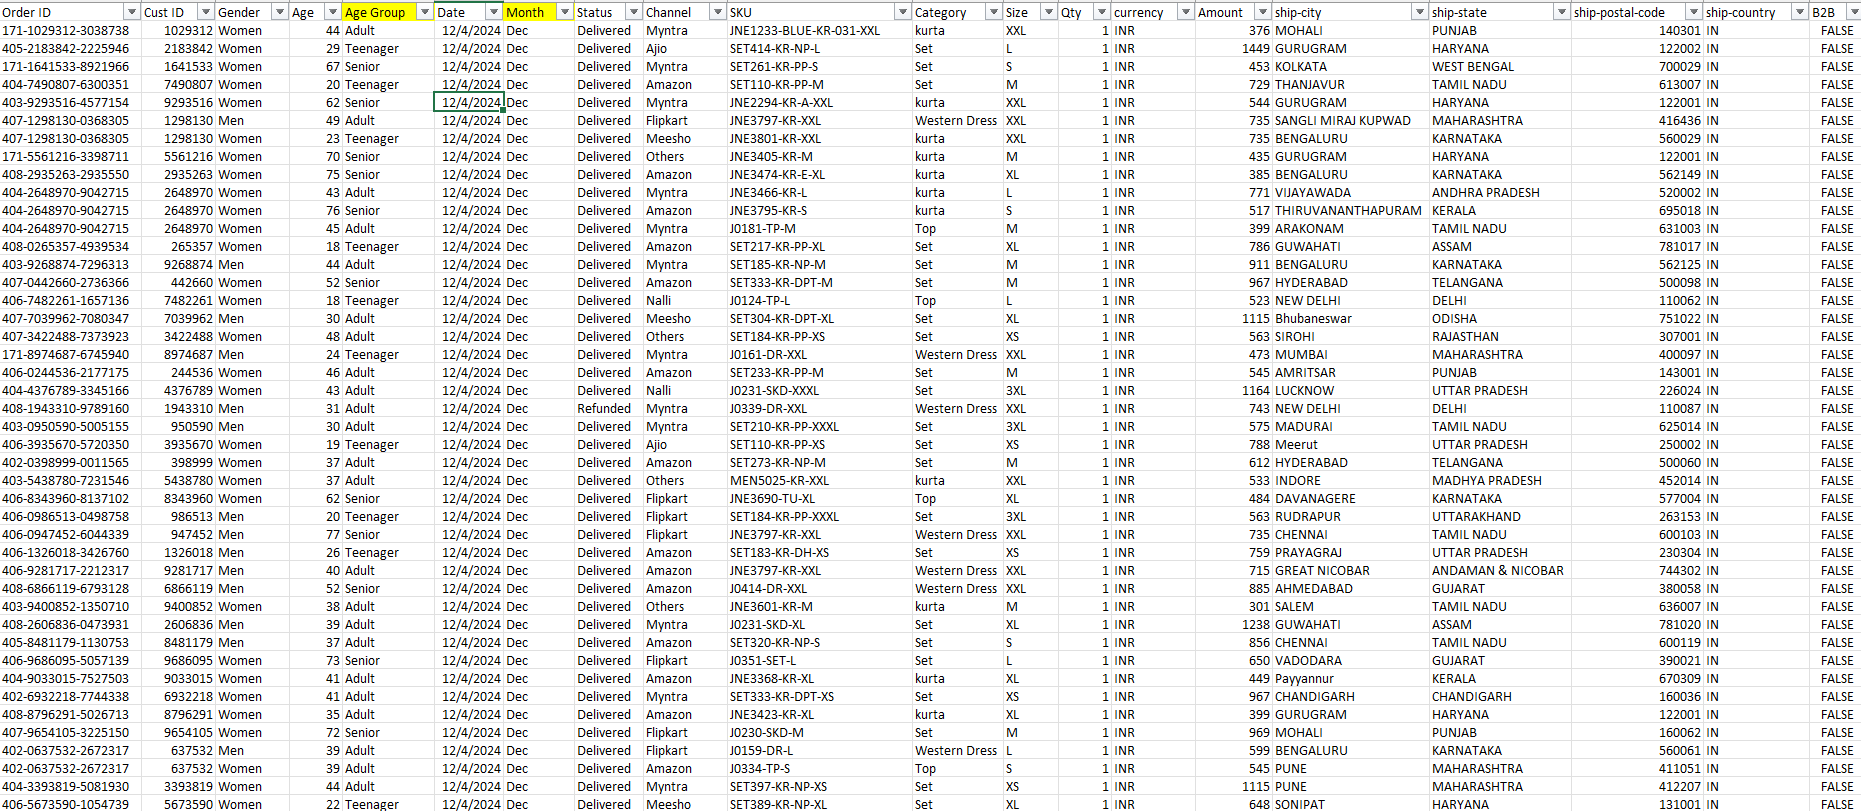 Order ID Cust ID Gender Age Age Group Date Month Status Channel SKU Category Size Qty currency Amount ship-city ship-state ship-postal-code ship-country B2B
171-1029312-3038738 1029312 Women 44 Adult 12/4/2024 Dec Delivered Myntra JNE1233-BLUE-KR-031-XXL kurta XXL 1 INR 376 MOHALI PUNJAB 140301 IN FALSE
405-2183842-2225946 2183842 Women 29 Teenager 12/4/2024 Dec Delivered Ajio SET414-KR-NP-L Set L 1 INR 1449 GURUGRAM HARYANA 122002 IN FALSE
171-1641533-8921966 1641533 Women 67 Senior 12/4/2024 Dec Delivered Myntra SET261-KR-PP-S Set S 1 INR 453 KOLKATA WEST BENGAL 700029 IN FALSE
404-7490807-6300351 7490807 Women 20 Teenager 12/4/2024 Dec Delivered Amazon SET110-KR-PP-M Set M 1 INR 729 THANJAVUR TAMIL NADU 613007 IN FALSE
403-9293516-4577154 9293516 Women 62 Senior 12/4/2024 Dec Delivered Myntra JNE2294-KR-A-XXL kurta XXL 1 INR 544 GURUGRAM HARYANA 122001 IN FALSE
407-1298130-0368305 1298130 Men 49 Adult 12/4/2024 Dec Delivered Flipkart JNE3797-KR-XXL Western Dress XXL 1 INR 735 SANGLI MIRAJ KUPWAD MAHARASHTRA 416436 IN FALSE
407-1298130-0368305 1298130 Women 23 Teenager 12/4/2024 Dec Delivered Meesho JNE3801-KR-XXL kurta XXL 1 INR 735 BENGALURU KARNATAKA 560029 IN FALSE
171-5561216-3398711 5561216 Women 70 Senior 12/4/2024 Dec Delivered Others JNE3405-KR-M kurta M 1 INR 435 GURUGRAM HARYANA 122001 IN FALSE
408-2935263-2935550 2935263 Women 75 Senior 12/4/2024 Dec Delivered Amazon JNE3474-KR-E-XL kurta XL 1 INR 385 BENGALURU KARNATAKA 562149 IN FALSE
404-2648970-9042715 2648970 Women 43 Adult 12/4/2024 Dec Delivered Myntra JNE3466-KR-L kurta L 1 INR 771 VIJAYAWADA ANDHRA PRADESH 520002 IN FALSE
404-2648970-9042715 2648970 Women 76 Senior 12/4/2024 Dec Delivered Amazon JNE3795-KR-S kurta S 1 INR 517 THIRUVANANTHAPURAM KERALA 695018 IN FALSE
404-2648970-9042715 2648970 Women 45 Adult 12/4/2024 Dec Delivered Myntra J0181-TP-M Top M 1 INR 399 ARAKONAM TAMIL NADU 631003 IN FALSE
408-0265357-4939534 265357 Women 18 Teenager 12/4/2024 Dec Delivered Amazon SET217-KR-PP-XL Set XL 1 INR 786 GUWAHATI ASSAM 781017 IN FALSE
403-9268874-7296313 9268874 Men 44 Adult 12/4/2024 Dec Delivered Myntra SET185-KR-NP-M Set M 1 INR 911 BENGALURU KARNATAKA 562125 IN FALSE
407-0442660-2736366 442660 Women 52 Senior 12/4/2024 Dec Delivered Amazon SET333-KR-DPT-M Set M 1 INR 967 HYDERABAD TELANGANA 500098 IN FALSE
406-7482261-1657136 7482261 Women 18 Teenager 12/4/2024 Dec Delivered Nalli J0124-TP-L Top L 1 INR 523 NEW DELHI DELHI 110062 IN FALSE
407-7039962-7080347 7039962 Men 30 Adult 12/4/2024 Dec Delivered Meesho SET304-KR-DPT-XL Set XL 1 INR 1115 Bhubaneswar ODISHA 751022 IN FALSE
407-3422488-7373923 3422488 Women 48 Adult 12/4/2024 Dec Delivered Others SET184-KR-PP-XS Set XS 1 INR 563 SIROHI RAJASTHAN 307001 IN FALSE
171-8974687-6745940 8974687 Men 24 Teenager 12/4/2024 Dec Delivered Myntra J0161-DR-XXL Western Dress XXL 1 INR 473 MUMBAI MAHARASHTRA 400097 IN FALSE
406-0244536-2177175 244536 Women 46 Adult 12/4/2024 Dec Delivered Amazon SET233-KR-PP-M Set M 1 INR 545 AMRITSAR PUNJAB 143001 IN FALSE
404-4376789-3345166 4376789 Women 43 Adult 12/4/2024 Dec Delivered Nalli J0231-SKD-XXXL Set 3XL 1 INR 1164 LUCKNOW UTTAR PRADESH 226024 IN FALSE
408-1943310-9789160 1943310 Men 31 Adult 12/4/2024 Dec Refunded Myntra J0339-DR-XXL Western Dress XXL 1 INR 743 NEW DELHI DELHI 110087 IN FALSE
403-0950590-5005155 950590 Men 30 Adult 12/4/2024 Dec Delivered Myntra SET210-KR-PP-XXXL Set 3XL 1 INR 575 MADURAI TAMIL NADU 625014 IN FALSE
406-3935670-5720350 3935670 Women 19 Teenager 12/4/2024 Dec Delivered Ajio SET110-KR-PP-XS Set XS 1 INR 788 Meerut UTTAR PRADESH 250002 IN FALSE
402-0398999-0011565 398999 Women 37 Adult 12/4/2024 Dec Delivered Amazon SET273-KR-NP-M Set M 1 INR 612 HYDERABAD TELANGANA 500060 IN FALSE
403-5438780-7231546 5438780 Women 37 Adult 12/4/2024 Dec Delivered Others MEN5025-KR-XXL kurta XXL 1 INR 533 INDORE MADHYA PRADESH 452014 IN FALSE
406-8343960-8137102 8343960 Women 62 Senior 12/4/2024 Dec Delivered Flipkart JNE3690-TU-XL Top XL 1 INR 484 DAVANAGERE KARNATAKA 577004 IN FALSE
406-0986513-0498758 986513 Men 20 Teenager 12/4/2024 Dec Delivered Flipkart SET184-KR-PP-XXXL Set 3XL 1 INR 563 RUDRAPUR UTTARAKHAND 263153 IN FALSE
406-0947452-6044339 947452 Men 77 Senior 12/4/2024 Dec Delivered Flipkart JNE3797-KR-XXL Western Dress XXL 1 INR 735 CHENNAI TAMIL NADU 600103 IN FALSE
406-1326018-3426760 1326018 Men 26 Teenager 12/4/2024 Dec Delivered Amazon SET183-KR-DH-XS Set XS 1 INR 759 PRAYAGRAJ UTTAR PRADESH 230304 IN FALSE
406-9281717-2212317 9281717 Men 40 Adult 12/4/2024 Dec Delivered Amazon JNE3797-KR-XXL Western Dress XXL 1 INR 715 GREAT NICOBAR ANDAMAN & NICOBAR 744302 IN FALSE
408-6866119-6793128 6866119 Men 52 Senior 12/4/2024 Dec Delivered Amazon J0414-DR-XXL Western Dress XXL 1 INR 885 AHMEDABAD GUJARAT 380058 IN FALSE
403-9400852-1350710 9400852 Women 38 Adult 12/4/2024 Dec Delivered Others JNE3601-KR-M kurta M 1 INR 301 SALEM TAMIL NADU 636007 IN FALSE
408-2606836-0473931 2606836 Men 39 Adult 12/4/2024 Dec Delivered Myntra J0231-SKD-XL Set XL 1 INR 1238 GUWAHATI ASSAM 781020 IN FALSE
405-8481179-1130753 8481179 Men 37 Adult 12/4/2024 Dec Delivered Amazon SET320-KR-NP-S Set S 1 INR 856 CHENNAI TAMIL NADU 600119 IN FALSE
406-9686095-5057139 9686095 Women 73 Senior 12/4/2024 Dec Delivered Flipkart J0351-SET-L Set L 1 INR 650 VADODARA GUJARAT 390021 IN FALSE
404-9033015-7527503 9033015 Women 41 Adult 12/4/2024 Dec Delivered Flipkart JNE3368-KR-XL kurta XL 1 INR 449 Payyannur KERALA 670309 IN FALSE
402-6932218-7744338 6932218 Women 41 Adult 12/4/2024 Dec Delivered Myntra SET333-KR-DPT-XS Set XS 1 INR 967 CHANDIGARH CHANDIGARH 160036 IN FALSE
408-8796291-5026713 8796291 Women 35 Adult 12/4/2024 Dec Delivered Amazon JNE3423-KR-XL kurta XL 1 INR 399 GURUGRAM HARYANA 122001 IN FALSE
407-9654105-3225150 9654105 Women 72 Senior 12/4/2024 Dec Delivered Flipkart J0230-SKD-M Set M 1 INR 969 MOHALI PUNJAB 160062 IN FALSE
402-0637532-2672317 637532 Men 39 Adult 12/4/2024 Dec Delivered Flipkart J0159-DR-L Western Dress L 1 INR 599 BENGALURU KARNATAKA 560061 IN FALSE
402-0637532-2672317 637532 Women 39 Adult 12/4/2024 Dec Delivered Amazon J0334-TP-S Top S 1 INR 545 PUNE MAHARASHTRA 411051 IN FALSE
404-3393819-5081930 3393819 Women 44 Adult 12/4/2024 Dec Delivered Myntra SET397-KR-NP-XS Set XS 1 INR 1115 PUNE MAHARASHTRA 412207 IN FALSE
406-5673590-1054739 5673590 Women 22 Teenager 12/4/2024 Dec Delivered Meesho SET389-KR-NP-XL Set XL 1 INR 648 SONIPAT HARYANA 131001 IN FALSE